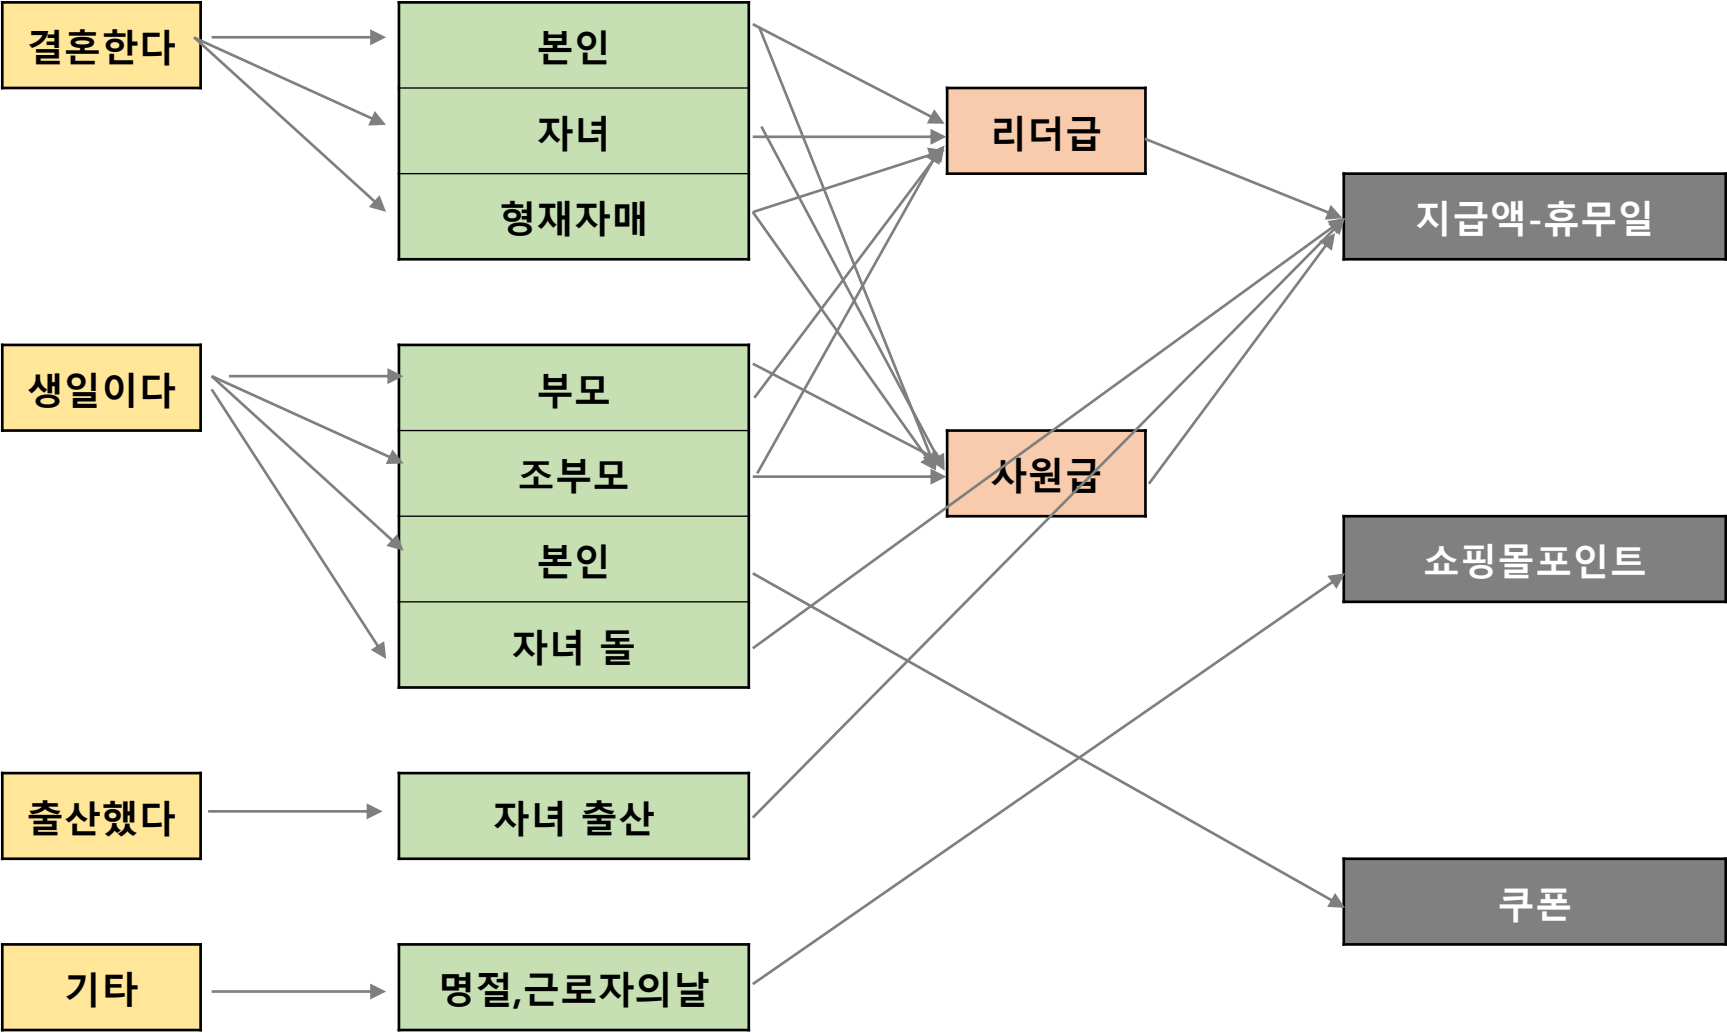 결혼한다
본인
자녀
형재자매
리더급
지급액-휴무일
생일이다
부모
조부모
본인
자녀 돌
사원급
쇼핑몰포인트
출산했다
자녀 출산
쿠폰
기타
명절,근로자의날